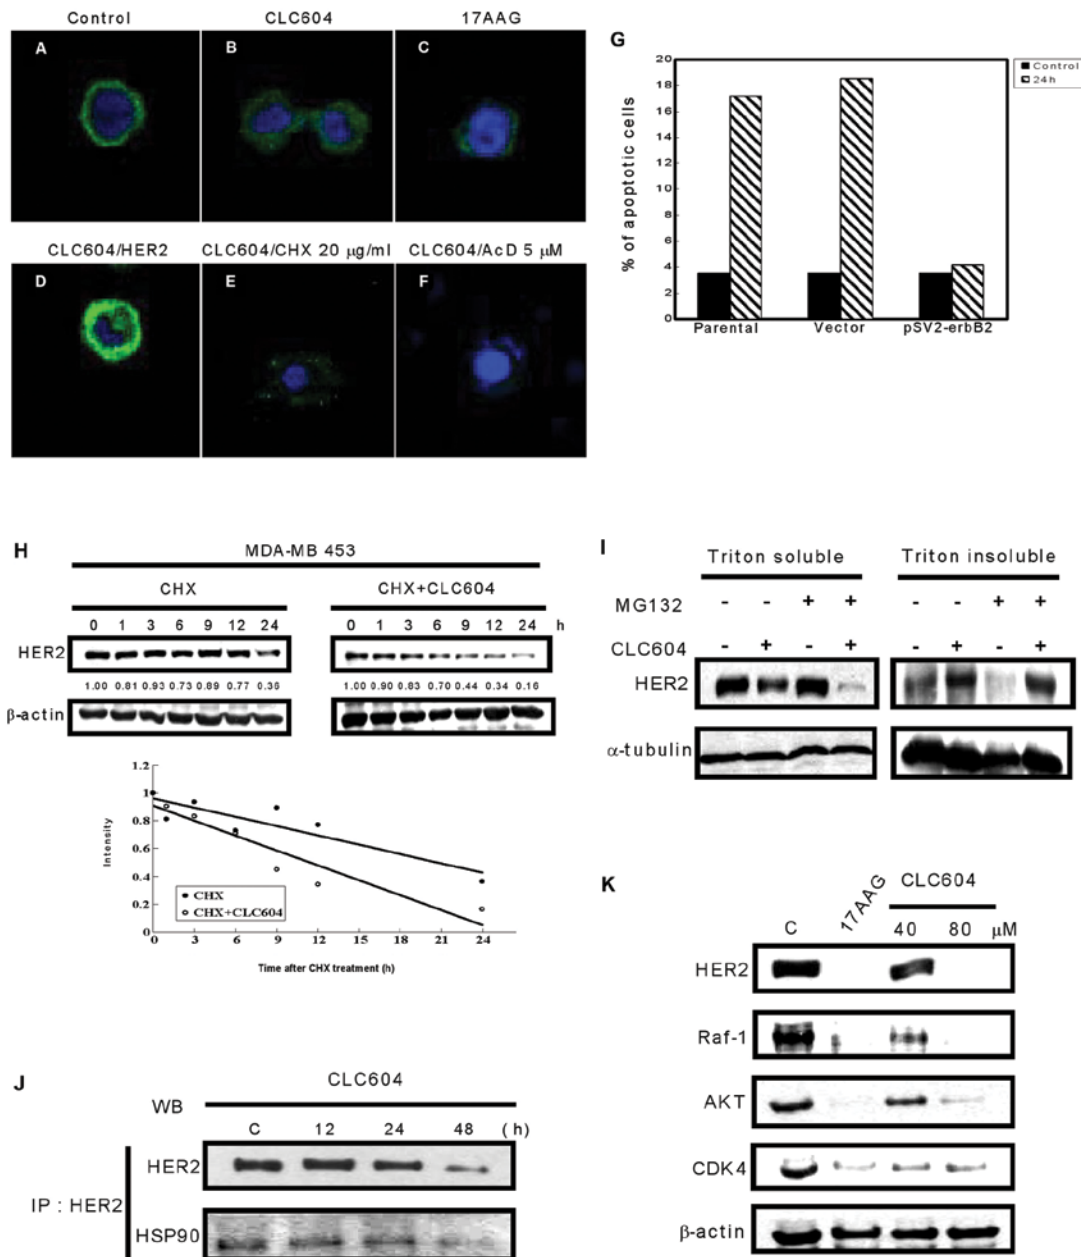 Control CLC604 17AAG
A B C
CLC604/HER2 CLC604/CHX 20 μg/ml CLC604/AcD 5 μM
D E F
G
% of apoptotic cells
20
18
16
14
12
10
8
6
4
2
0
Parental Vector pSV2-erbB2
Control
24h
H
MDA-MB 453
CHX CHX+CLC604
0 1 3 6 9 12 24 0 1 3 6 9 12 24 h
HER2
1.00 0.81 0.93 0.73 0.89 0.77 0.36 1.00 0.90 0.83 0.70 0.44 0.34 0.16
β-actin
Intensity
1.2
1
0.8
0.6
0.4
0.2
0
0 3 6 9 12 15 18 21 24
CHX
CHX+CLC604
Time after CHX treatment (h)
I
Triton soluble Triton insoluble
MG132 - - + + - - + +
CLC604 - + - + - + - +
HER2
α-tubulin
J
CLC604
WB
C 12 24 48 (h)
IP : HER2
HER2
HSP90
K
17AAG CLC604
C 40 80 μM
HER2
Raf-1
AKT
CDK4
β-actin